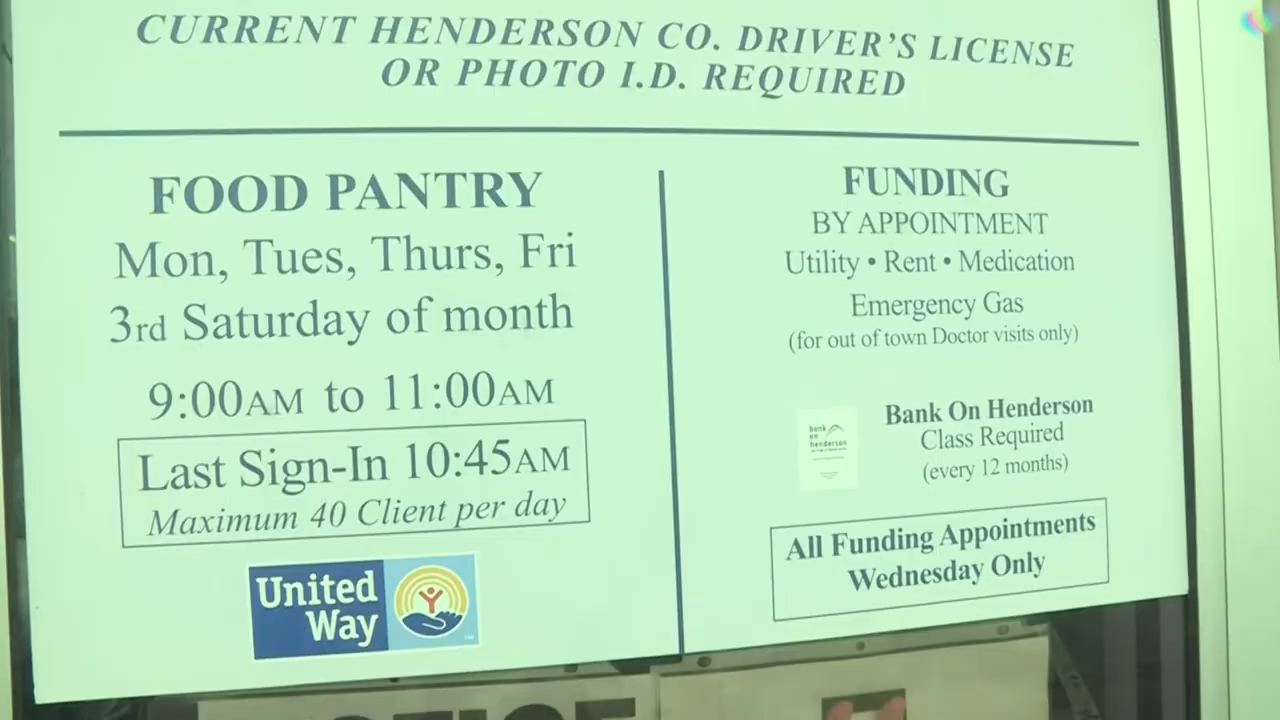 CURRENT HENDERSON CO. DRIVER'S LICENSE
OR PHOTO I.D. REQUIRED
FOOD PANTRY
Mon, Tues, Thurs, Fri
3rd Saturday of month
9:00AM to 11:00AM
Last Sign-In 10:45AM
Maximum 40 Client per day
United
Way
FUNDING
BY APPOINTMENT
Utility • Rent • Medication
Emergency Gas
(for out of town Doctor visits only)
bank
on
henderson
Bank On Henderson
Class Required
(every 12 months)
All Funding Appointments
Wednesday Only